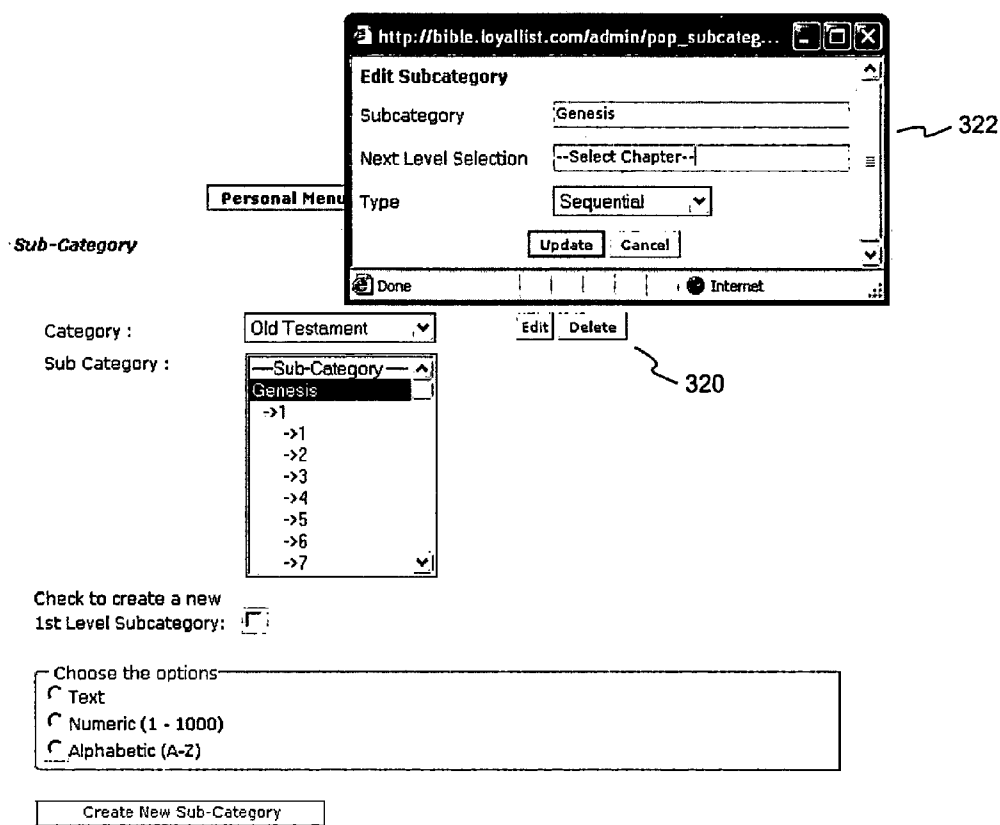 http://bible.loyallist.com/admin/pop_subcateg...
Edit Subcategory
Subcategory Genesis
Next Level Selection --Select Chapter--
Type Sequential
Update Cancel
Done Internet
322
Personal Menu
Sub-Category
Category : Old Testament Edit Delete
320
Sub Category : —Sub-Category—
Genesis
->1
->1
->2
->3
->4
->5
->6
->7
Check to create a new
1st Level Subcategory:
Choose the options
Text
Numeric (1 - 1000)
Alphabetic (A-Z)
Create New Sub-Category